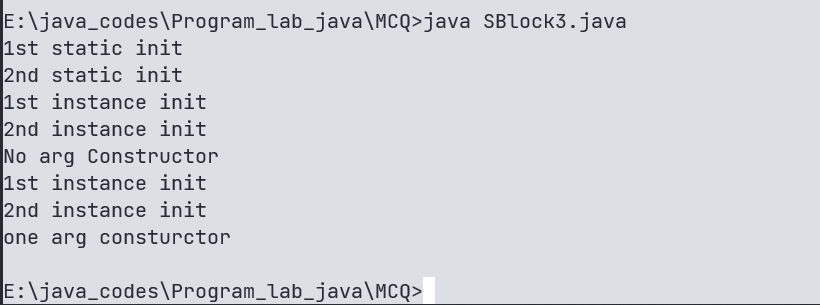 E:\java_codes\Program_lab_java\MCQ>java SBlock3.java
1st static init
2nd static init
1st instance init
2nd instance init
No arg Constructor
1st instance init
2nd instance init
one arg consturctor
E:\java_codes\Program_lab_java\MCQ>